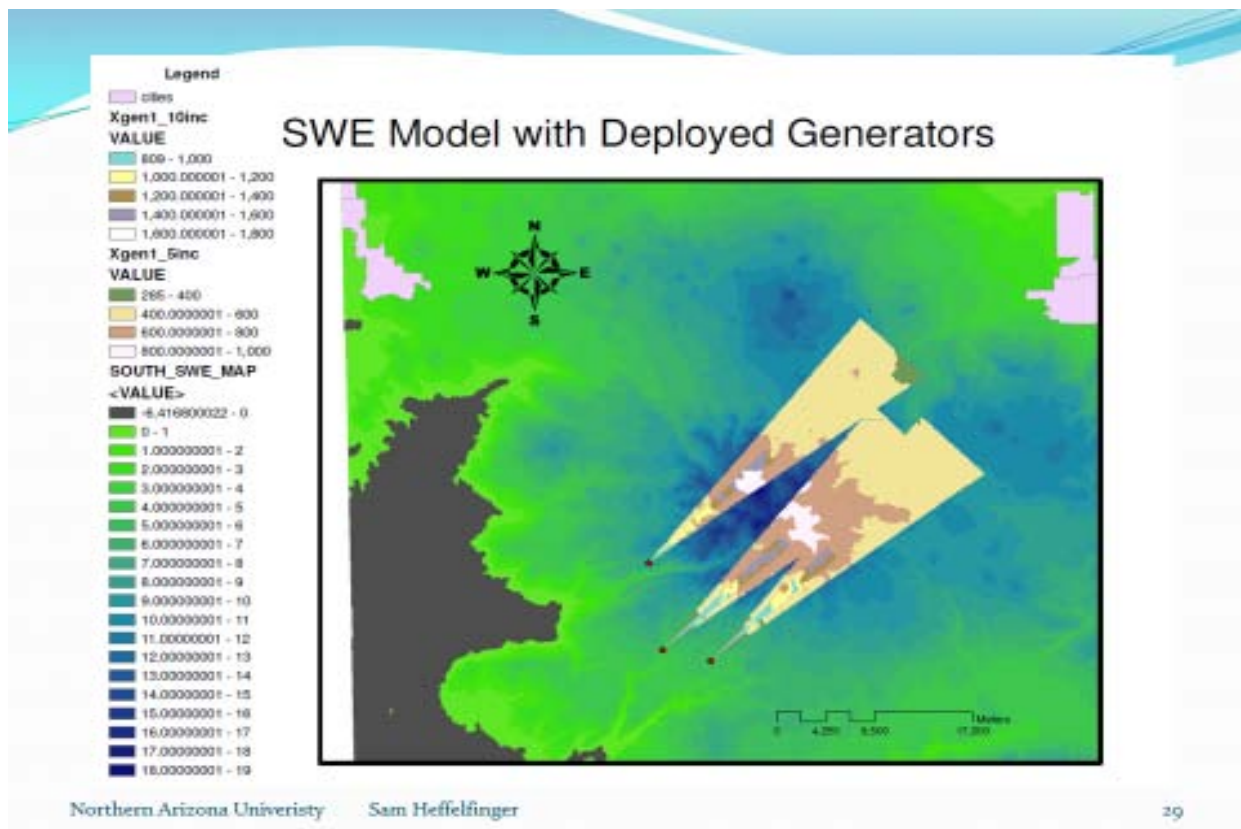 Legend
cities
Xgen1_10inc
VALUE
809 - 1,000
1,000.000001 - 1,200
1,200.000001 - 1,400
1,400.000001 - 1,600
1,600.000001 - 1,800
Xgen1_5inc
VALUE
285 - 400
400.0000001 - 600
600.0000001 - 800
800.0000001 - 1,000
SOUTH_SWE_MAP
<VALUE>
-6.416800022 - 0
0 - 1
1.000000001 - 2
2.000000001 - 3
3.000000001 - 4
4.000000001 - 5
5.000000001 - 6
6.000000001 - 7
7.000000001 - 8
8.000000001 - 9
9.000000001 - 10
10.00000001 - 11
11.00000001 - 12
12.00000001 - 13
13.00000001 - 14
14.00000001 - 15
15.00000001 - 16
16.00000001 - 17
17.00000001 - 18
18.00000001 - 19
SWE Model with Deployed Generators
N
W E
S
Meters
0 4,250 8,500 17,000
Northern Arizona Univeristy Sam Heffelfinger 29